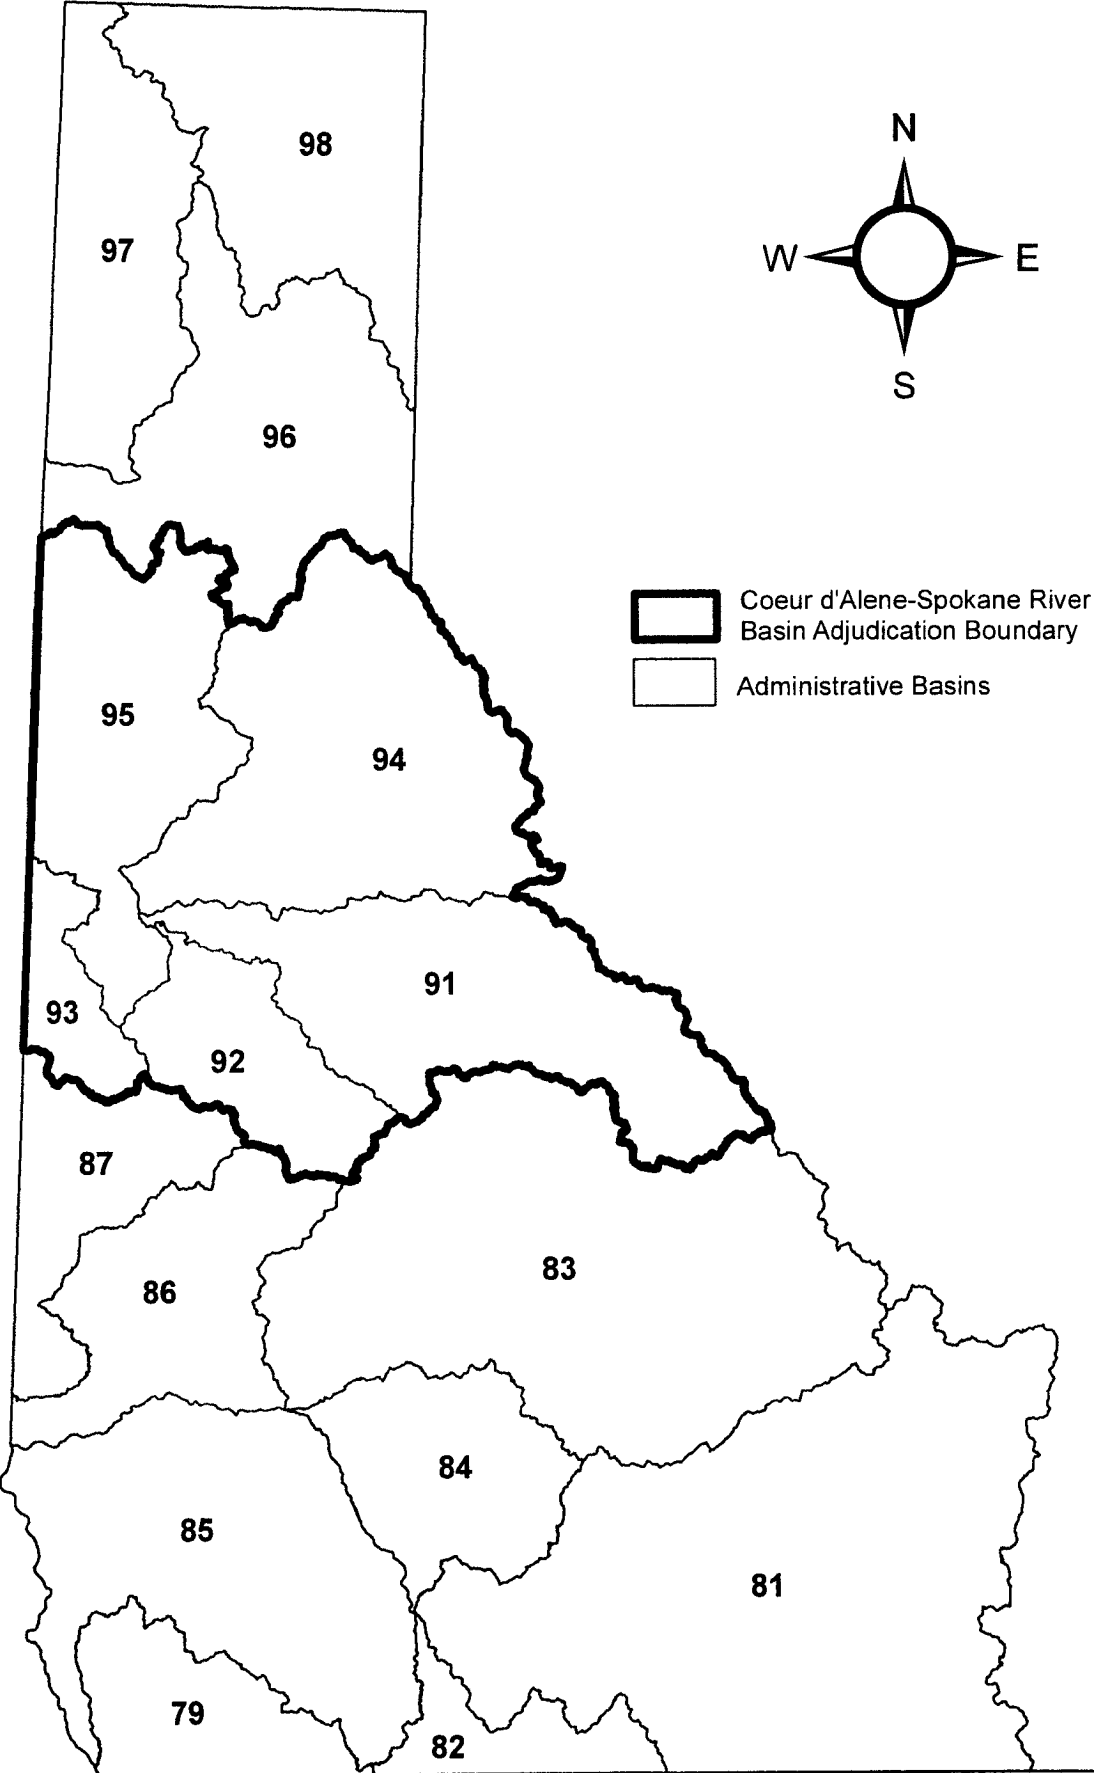 N
98
97
W
E
S
96
Coeur d'Alene-Spokane River
Basin Adjudication Boundary
Administrative Basins
95
94
91
93
92
87
83
86
84
85
81
79
82